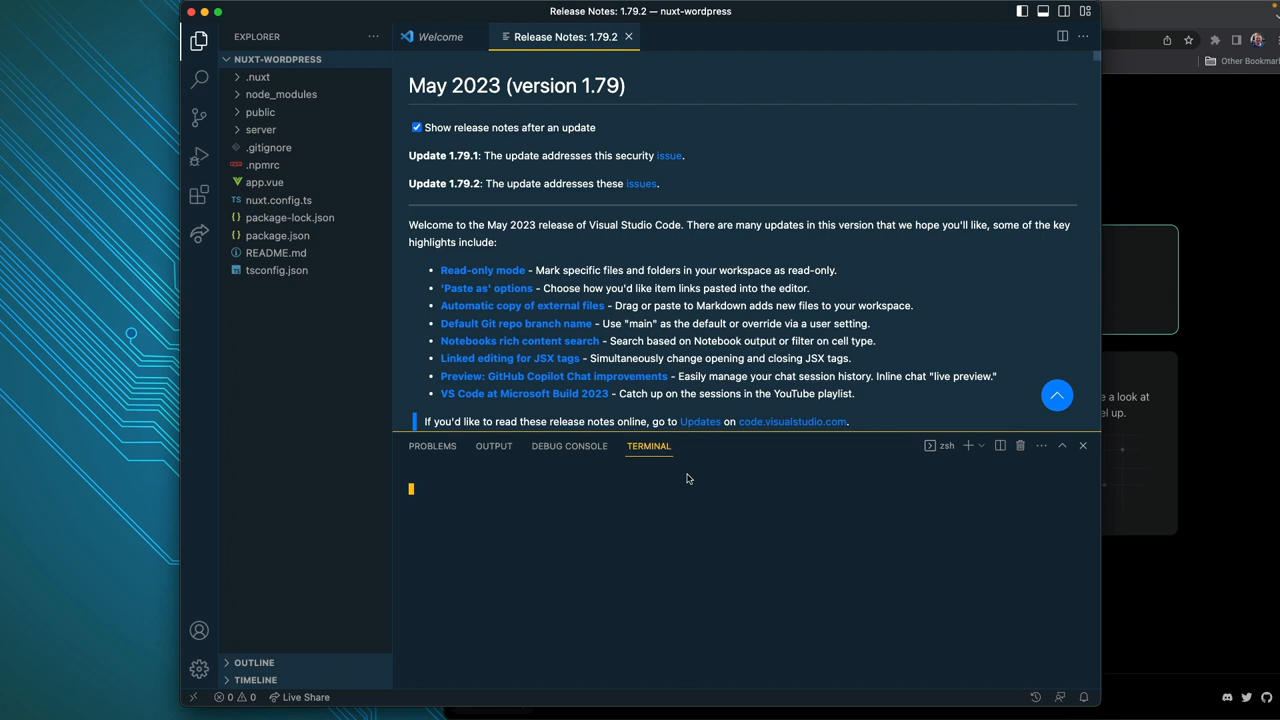 Release Notes: 1.79.2 — nuxt-wordpress
EXPLORER
Welcome
Release Notes: 1.79.2
NUXT-WORDPRESS
.nuxt
node_modules
public
server
.gitignore
.npmrc
app.vue
TS nuxt.config.ts
package-lock.json
package.json
README.md
tsconfig.json
May 2023 (version 1.79)
Show release notes after an update
Update 1.79.1: The update addresses this security issue.
Update 1.79.2: The update addresses these issues.
Welcome to the May 2023 release of Visual Studio Code. There are many updates in this version that we hope you'll like, some of the key
highlights include:
• Read-only mode - Mark specific files and folders in your workspace as read-only.
• 'Paste as' options - Choose how you'd like item links pasted into the editor.
• Automatic copy of external files - Drag or paste to Markdown adds new files to your workspace.
• Default Git repo branch name - Use "main" as the default or override via a user setting.
• Notebooks rich content search - Search based on Notebook output or filter on cell type.
• Linked editing for JSX tags - Simultaneously change opening and closing JSX tags.
• Preview: GitHub Copilot Chat improvements - Easily manage your chat session history. Inline chat "live preview."
• VS Code at Microsoft Build 2023 - Catch up on the sessions in the YouTube playlist.
If you'd like to read these release notes online, go to Updates on code.visualstudio.com.
PROBLEMS
OUTPUT
DEBUG CONSOLE
TERMINAL
zsh
OUTLINE
TIMELINE
0
0
Live Share
Other Bookmar
e a look at
el up.